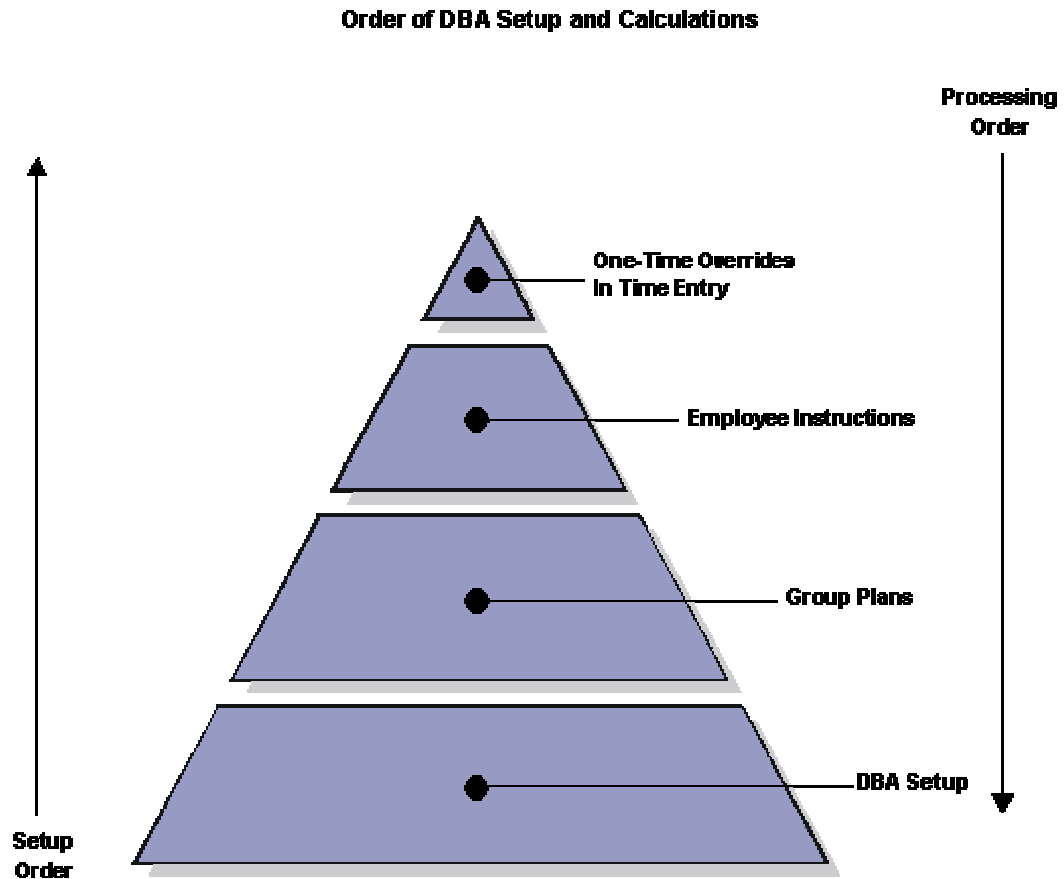 Order of DBA Setup and Calculations
Processing
Order
One-Time Overrides
In Time Entry
Employee Instructions
Group Plans
DBA Setup
Setup
Order